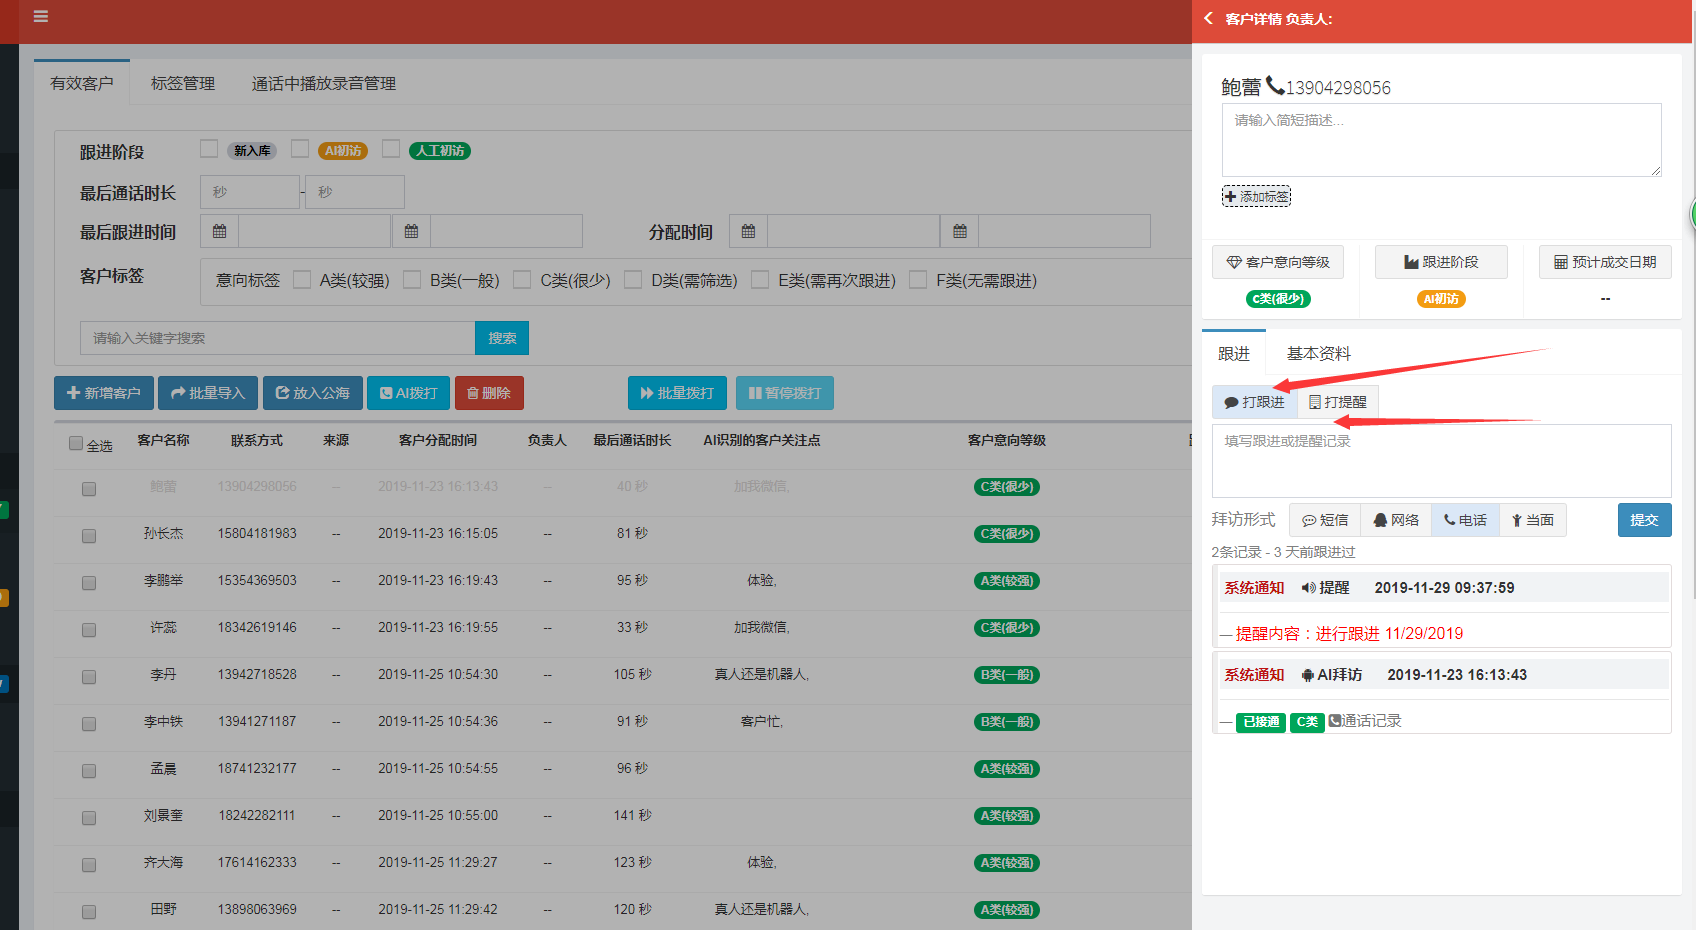 客户详情 负责人:
有效客户 标签管理 通话中播放录音管理
跟进阶段 新入库 AI初访 人工初访
最后通话时长 秒 - 秒
最后跟进时间 分配时间
客户标签 意向标签 A类(较强) B类(一般) C类(很少) D类(需筛选) E类(需再次跟进) F类(无需跟进)
请输入关键字搜索 搜索
新增客户 批量导入 放入公海 AI拨打 删除 批量拨打 暂停拨打
全选 客户名称 联系方式 来源 客户分配时间 负责人 最后通话时长 AI识别的客户关注点 客户意向等级
鲍蕾 13904298056 -- 2019-11-23 16:13:43 -- 40 秒 加我微信, C类(很少)
孙长杰 15804181983 -- 2019-11-23 16:15:05 -- 81 秒 C类(很少)
李鹏举 15354369503 -- 2019-11-23 16:19:43 -- 95 秒 体验, A类(较强)
许蕊 18342619146 -- 2019-11-23 16:19:55 -- 33 秒 加我微信, C类(很少)
李丹 13942718528 -- 2019-11-25 10:54:30 -- 105 秒 真人还是机器人, B类(一般)
李中铁 13941271187 -- 2019-11-25 10:54:36 -- 91 秒 客户忙, B类(一般)
孟晨 18741232177 -- 2019-11-25 10:54:55 -- 96 秒 A类(较强)
刘景奎 18242282111 -- 2019-11-25 10:55:00 -- 141 秒 A类(较强)
齐大海 17614162333 -- 2019-11-25 11:29:27 -- 123 秒 体验, A类(较强)
田野 13898063969 -- 2019-11-25 11:29:42 -- 120 秒 真人还是机器人, A类(较强)
鲍蕾 13904298056
请输入简短描述...
添加标签
客户意向等级 跟进阶段 预计成交日期
C类(很少) AI初访 --
跟进 基本资料
打跟进 打提醒
填写跟进或提醒记录
拜访形式 短信 网络 电话 当面 提交
2条记录 - 3 天前跟进过
系统通知 提醒 2019-11-29 09:37:59
— 提醒内容：进行跟进 11/29/2019
系统通知 AI拜访 2019-11-23 16:13:43
— 已接通 C类 通话记录